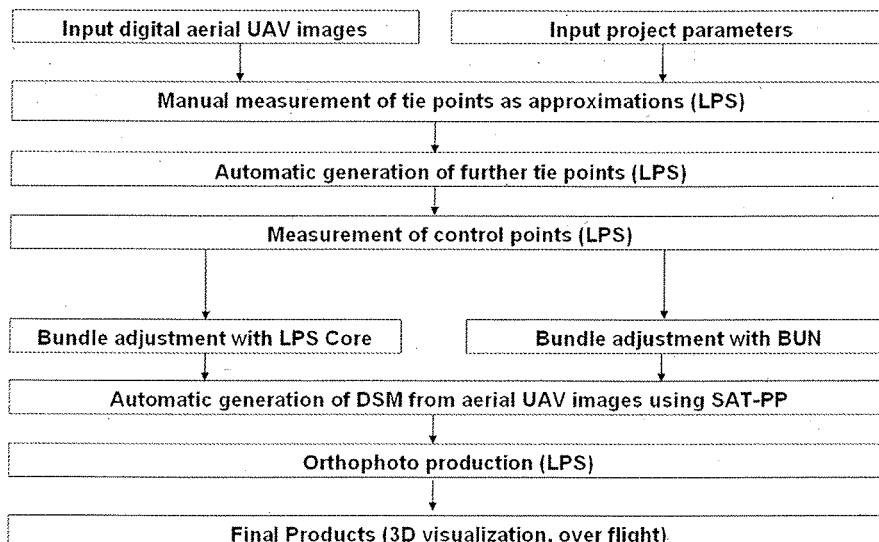 Input digital aerial UAV images
Input project parameters
Manual measurement of tie points as approximations (LPS)
Automatic generation of further tie points (LPS)
Measurement of control points (LPS)
Bundle adjustment with LPS Core
Bundle adjustment with BUN
Automatic generation of DSM from aerial UAV images using SAT-PP
Orthophoto production (LPS)
Final Products (3D visualization, over flight)